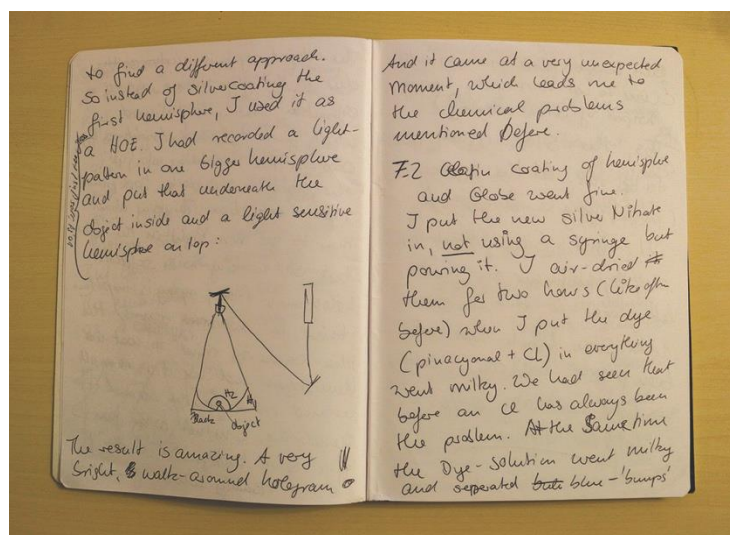 to find a different approach.
So instead of silvercoating the
first hemisphere, I used it as
a HOE. I had recorded a light-
pattern in one bigger hemisphere
and put that underneath the
object inside and a light sensitive
hemisphere on top:
H2
H1
object
The result is amazing. A very
bright, walk-around hologram
And it came at a very unexpected
moment, which leads me to
the chemical problems
mentioned before.
7.2 Gelatin coating of hemisphere
and Globe went fine.
I put the new silver Nitrate
in, not using a syringe but
pouring it. I air-dried
them for two hours (like often
before) when I put the dye
(pinacyonal + CL) in everything
went milky. We had seen that
before an CL has always been
the problem. At the same time
the Dye-solution went milky
and seperated blue-'bumps'